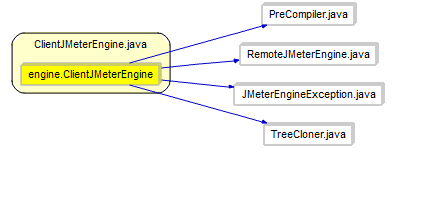 PreCompiler.java
ClientJMeterEngine.java
RemoteJMeterEngine.java
engine.ClientJMeterEngine
JMeterEngineException.java
TreeCloner.java